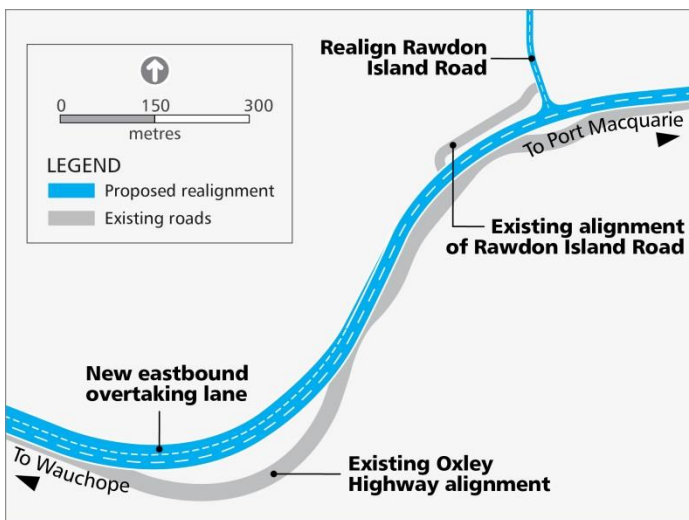 Realign Rawdon
Island Road
0 150 300
metres
LEGEND
Proposed realignment
Existing roads
To Port Macquarie
Existing alignment
of Rawdon Island Road
New eastbound
overtaking lane
To Wauchope
Existing Oxley
Highway alignment